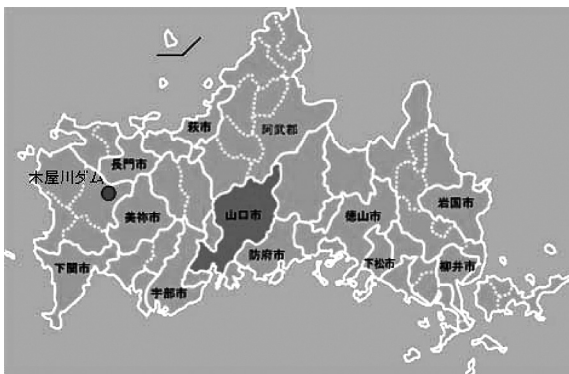 萩市
阿武郡
長門市
木屋川ダム
美祢市
山口市
徳山市
岩国市
下関市
防府市
下松市
柳井市
宇部市